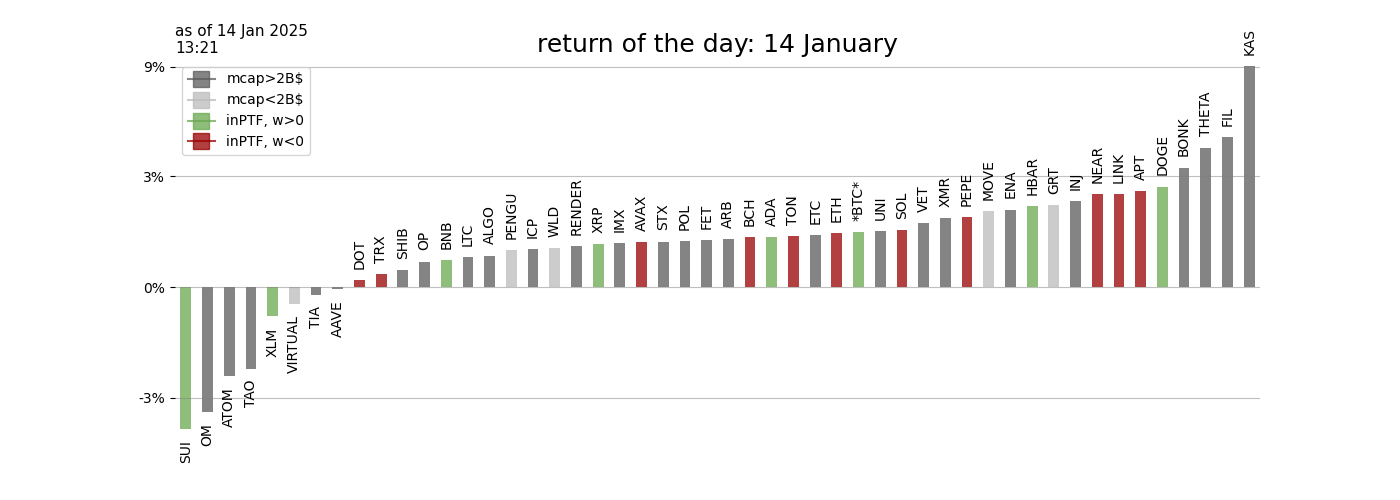 as of 14 Jan 2025
13:21
return of the day: 14 January
9%
3%
0%
-3%
mcap>2B$
mcap<2B$
inPTF, w>0
inPTF, w<0
SUI
OM
ATOM
TAO
XLM
VIRTUAL
TIA
AAVE
DOT
TRX
SHIB
OP
BNB
LTC
ALGO
PENGU
ICP
WLD
RENDER
XRP
IMX
AVAX
STX
POL
FET
ARB
BCH
ADA
TON
ETC
ETH
*BTC*
UNI
SOL
VET
XMR
PEPE
MOVE
ENA
HBAR
GRT
INJ
NEAR
LINK
APT
DOGE
BONK
THETA
FIL
KAS